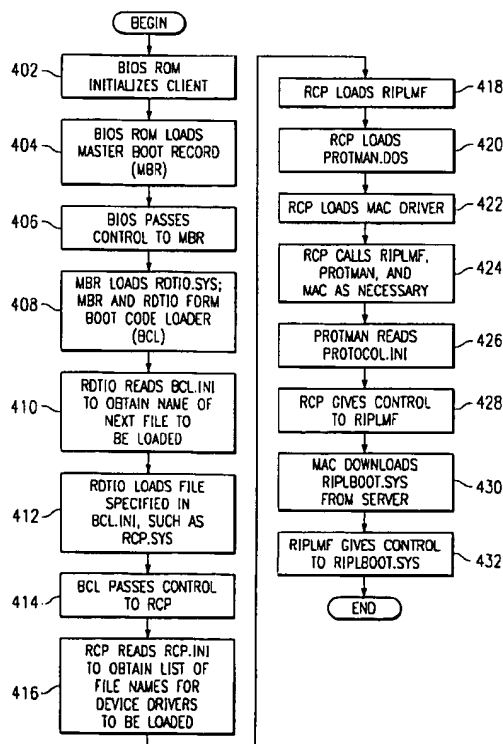 BEGIN
402
BIOS ROM
INITIALIZES CLIENT
404
BIOS ROM LOADS
MASTER BOOT RECORD
(MBR)
406
BIOS PASSES
CONTROL TO MBR
408
MBR LOADS RDTIO.SYS;
MBR AND RDTIO FORM
BOOT CODE LOADER
(BCL)
410
RDTIO READS BCL.INI
TO OBTAIN NAME OF
NEXT FILE TO
BE LOADED
412
RDTIO LOADS FILE
SPECIFIED IN
BCL.INI, SUCH AS
RCP.SYS
414
BCL PASSES CONTROL
TO RCP
416
RCP READS RCP.INI
TO OBTAIN LIST OF
FILE NAMES FOR
DEVICE DRIVERS
TO BE LOADED
RCP LOADS RIPLMF
418
RCP LOADS
PROTMAN.DOS
420
RCP LOADS MAC DRIVER
422
RCP CALLS RIPLMF,
PROTMAN, AND
MAC AS NECESSARY
424
PROTMAN READS
PROTOCOL.INI
426
RCP GIVES CONTROL
TO RIPLMF
428
MAC DOWNLOADS
RIPLBOOT.SYS
FROM SERVER
430
RIPLMF GIVES CONTROL
TO RIPLBOOT.SYS
432
END